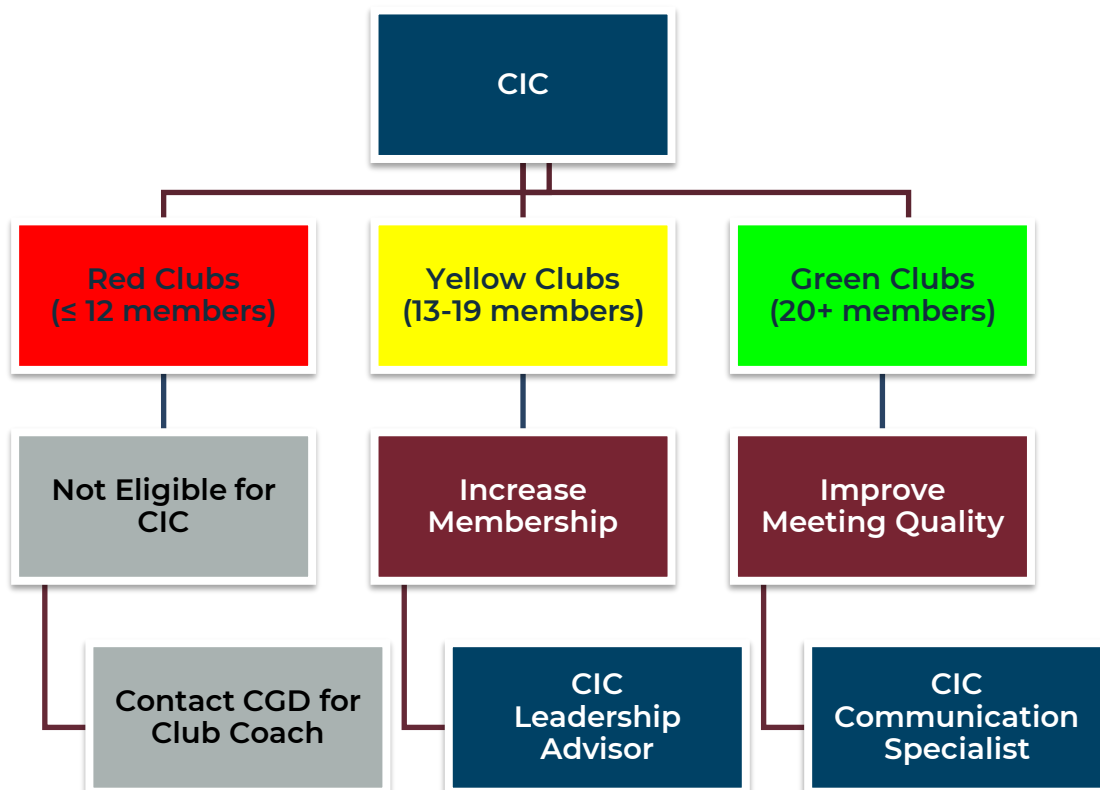 CIC
Red Clubs
(≤ 12 members)
Yellow Clubs
(13-19 members)
Green Clubs
(20+ members)
Not Eligible for
CIC
Increase
Membership
Improve
Meeting Quality
Contact CGD for
Club Coach
CIC
Leadership
Advisor
CIC
Communication
Specialist